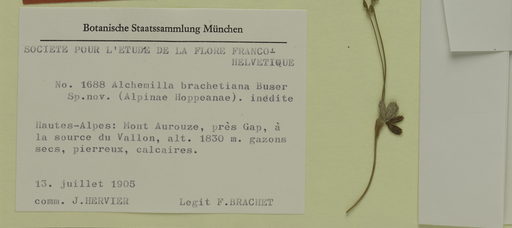 Botanische Staatssammlung München
SOCIETE POUR L'ETUDE DE LA FLORE FRANCO-
HELVETIQUE
No. 1688 Alchemilla brachetiana Buser
Sp.nov. (Alpinae Hoppeanae). inédite
Hautes-Alpes: Mont Aurouze, près Gap, à
la source du Vallon, alt. 1830 m. gazons
secs, pierreux, calcaires.
13. juillet 1905
comm. J.HERVIER Legit F.BRACHET